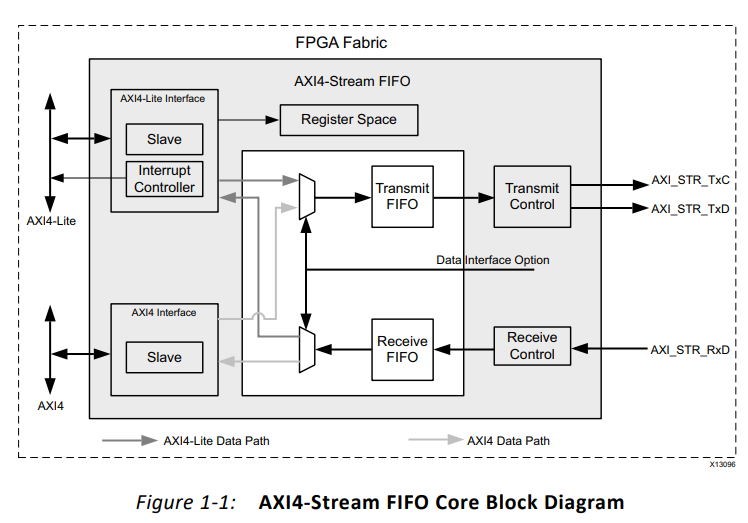 FPGA Fabric
AXI4-Stream FIFO
AXI4-Lite Interface
Slave
Interrupt
Controller
Register Space
AXI4-Lite
Transmit
FIFO
Transmit
Control
AXI_STR_TxC
AXI_STR_TxD
Data Interface Option
AXI4 Interface
Slave
AXI4
Receive
FIFO
Receive
Control
AXI_STR_RxD
AXI4-Lite Data Path
AXI4 Data Path
X13096
Figure 1-1: AXI4-Stream FIFO Core Block Diagram